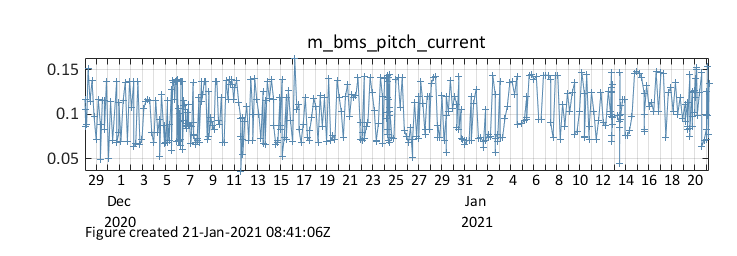 m_bms_pitch_current
0.15
0.1
0.05
29 1 3 5 7 9 11 13 15 17 19 21 23 25 27 29 31 2 4 6 8 10 12 14 16 18 20
Dec Jan
2020 2021
Figure created 21-Jan-2021 08:41:06Z